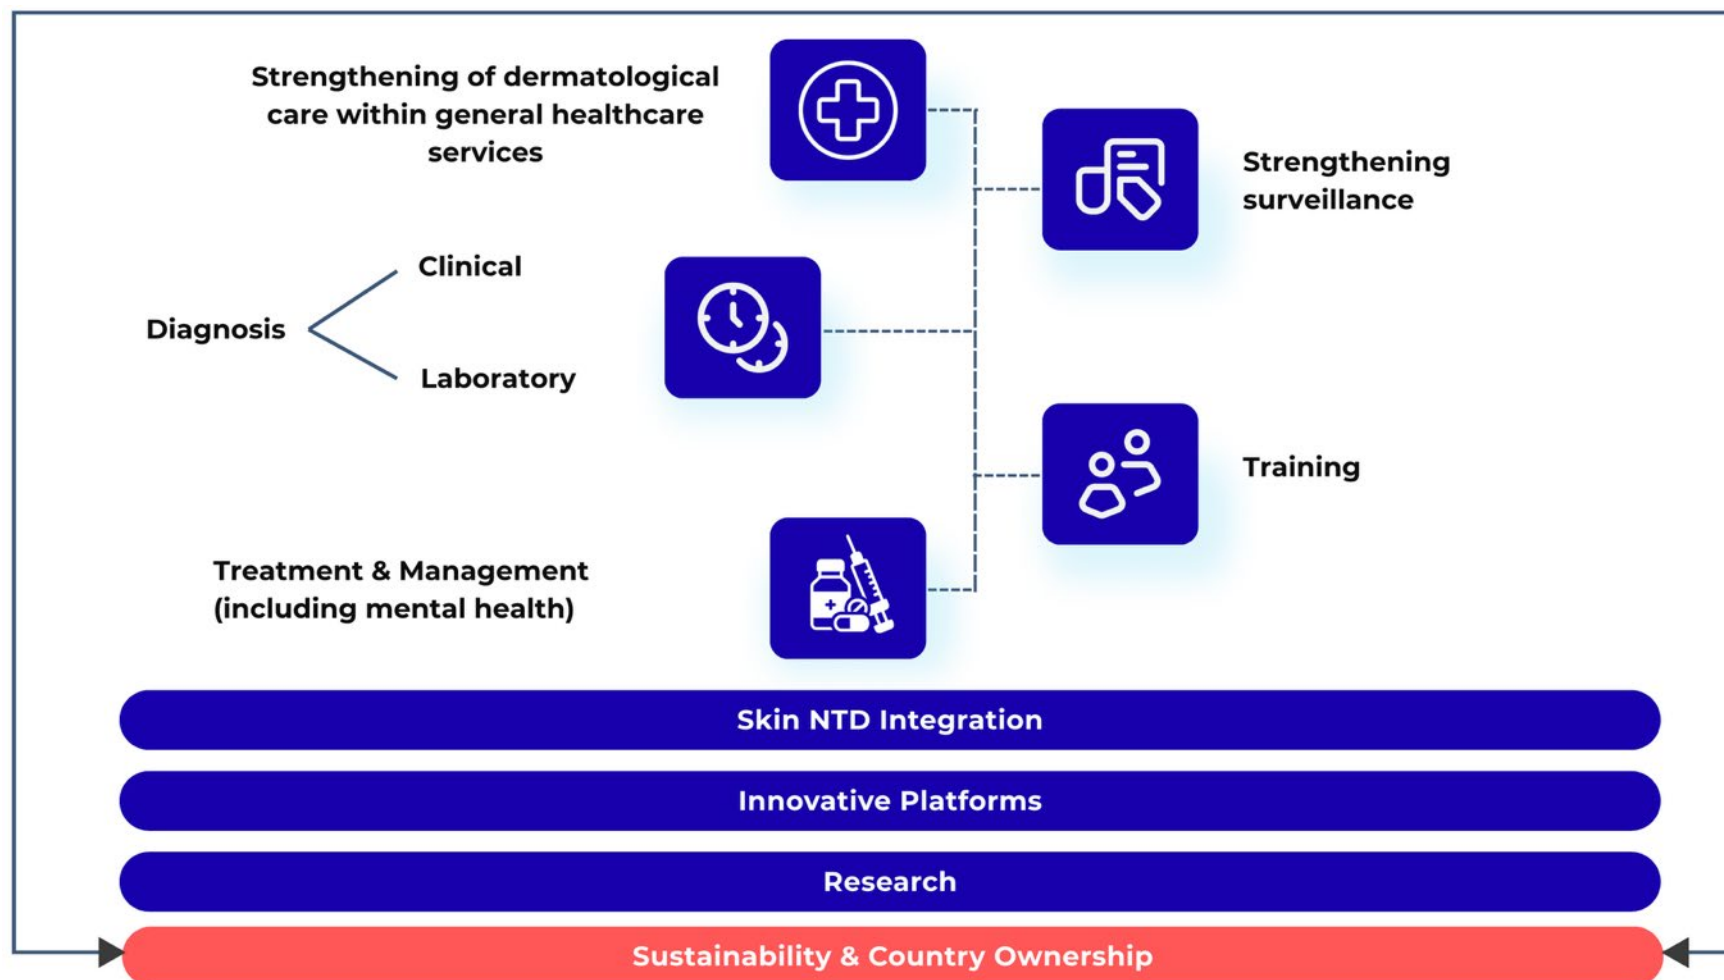 Strengthening of dermatological
care within general healthcare
services
Strengthening
surveillance
Clinical
Diagnosis
Laboratory
Training
Treatment & Management
(including mental health)
Skin NTD Integration
Innovative Platforms
Research
Sustainability & Country Ownership